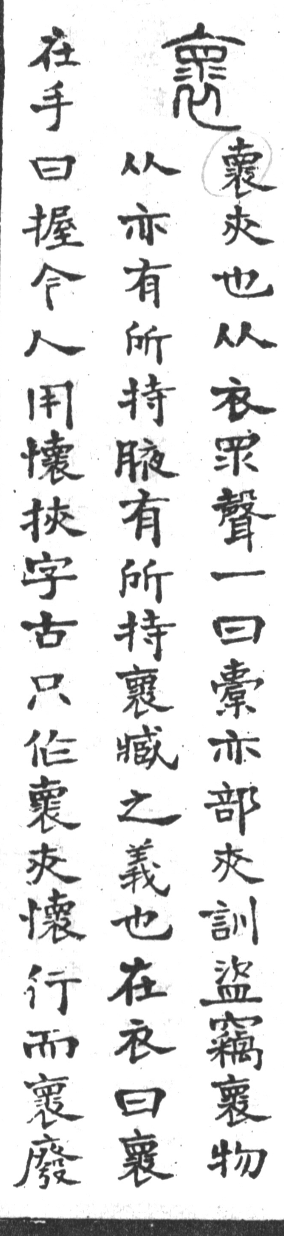 褱
褱夾也从衣眔聲一曰橐亦部夾訓盜竊褱物
从亦有所持腋有所持褱臧之義也在衣曰褱
在手曰握今人用懷挾字古只作褱夾懷行而褱廢